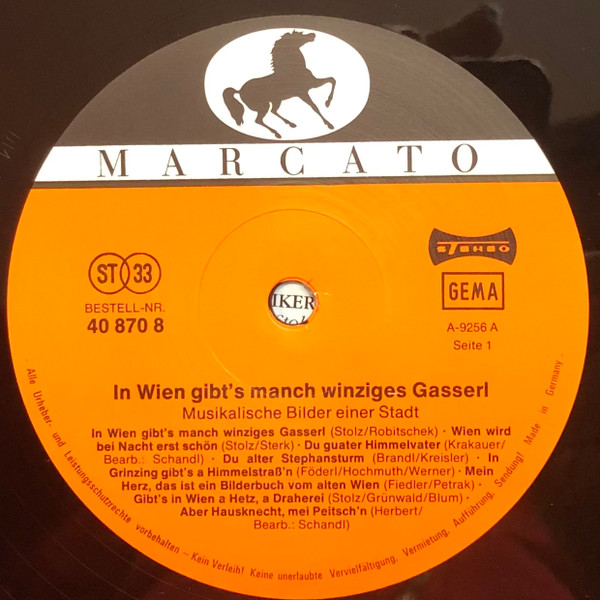 MARCATO
ST 33
STEREO
BESTELL-NR.
40 870 8
GEMA
IKER
A-9256 A
Seite 1
In Wien gibt's manch winziges Gasserl
Musikalische Bilder einer Stadt
In Wien gibt's manch winziges Gasserl (Stolz/Robitschek) · Wien wird
bei Nacht erst schön (Stolz/Sterk) · Du guater Himmelvater (Krakauer/
Bearb.: Schandl) · Du alter Stephansturm (Brandl/Kreisler) · In
Grinzing gibt's a Himmelstraß'n (Föderl/Hochmuth/Werner) · Mein
Herz, das ist ein Bilderbuch vom alten Wien (Fiedler/Petrak) ·
Gibt's in Wien a Hetz, a Draherei (Stolz/Grünwald/Blum) ·
Aber Hausknecht, mei Peitsch'n (Herbert/
Bearb.: Schandl)
Alle Urheber- und Leistungsschutzrechte vorbehalten – Kein Verleih! Keine unerlaubte Vervielfältigung, Vermietung, Aufführung, Sendung! Made in Germany